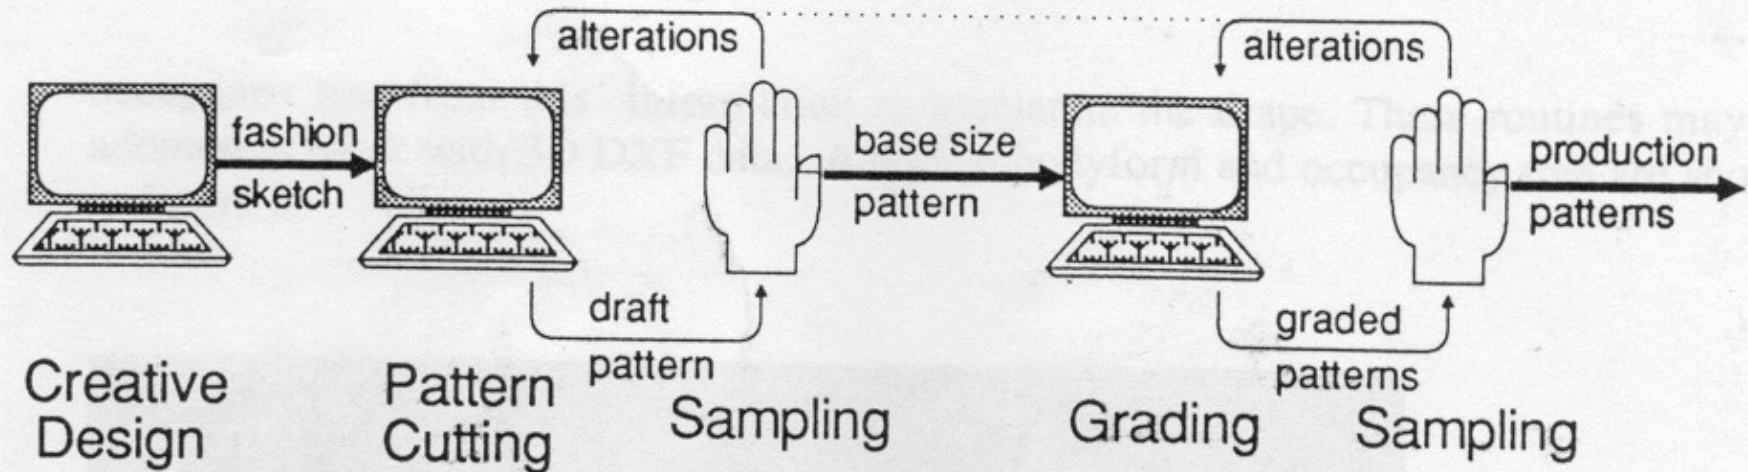 alterations
alterations
fashion
sketch
base size
pattern
production
patterns
draft
pattern
graded
patterns
Creative
Design
Pattern
Cutting
Sampling
Grading
Sampling